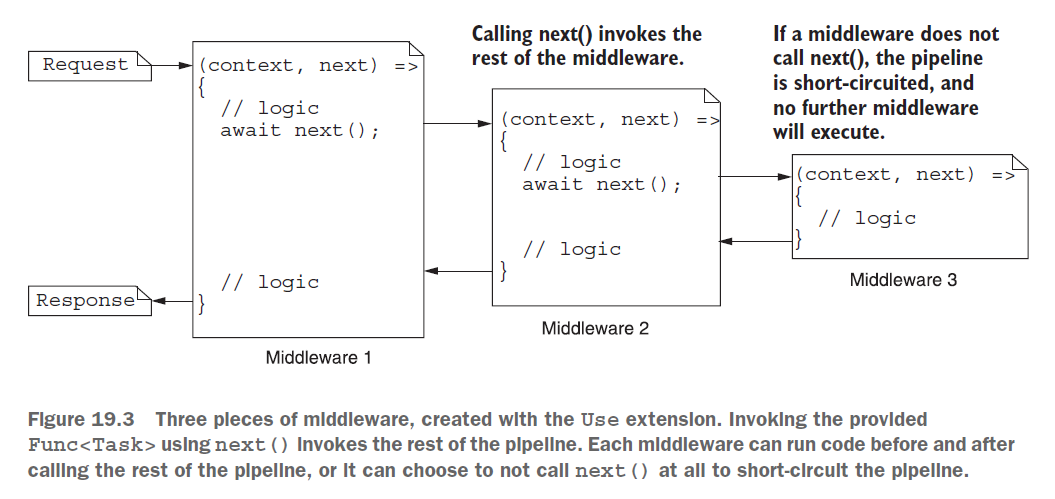 Request
(context, next) =>
{
// logic
await next();
// logic
}
Response
Middleware 1
Calling next() invokes the
rest of the middleware.
(context, next) =>
{
// logic
await next();
// logic
}
Middleware 2
If a middleware does not
call next(), the pipeline
is short-circuited, and
no further middleware
will execute.
(context, next) =>
{
// logic
}
Middleware 3
Figure 19.3 Three pieces of middleware, created with the Use extension. Invoking the provided
Func<Task> using next() invokes the rest of the pipeline. Each middleware can run code before and after
calling the rest of the pipeline, or it can choose to not call next() at all to short-circuit the pipeline.